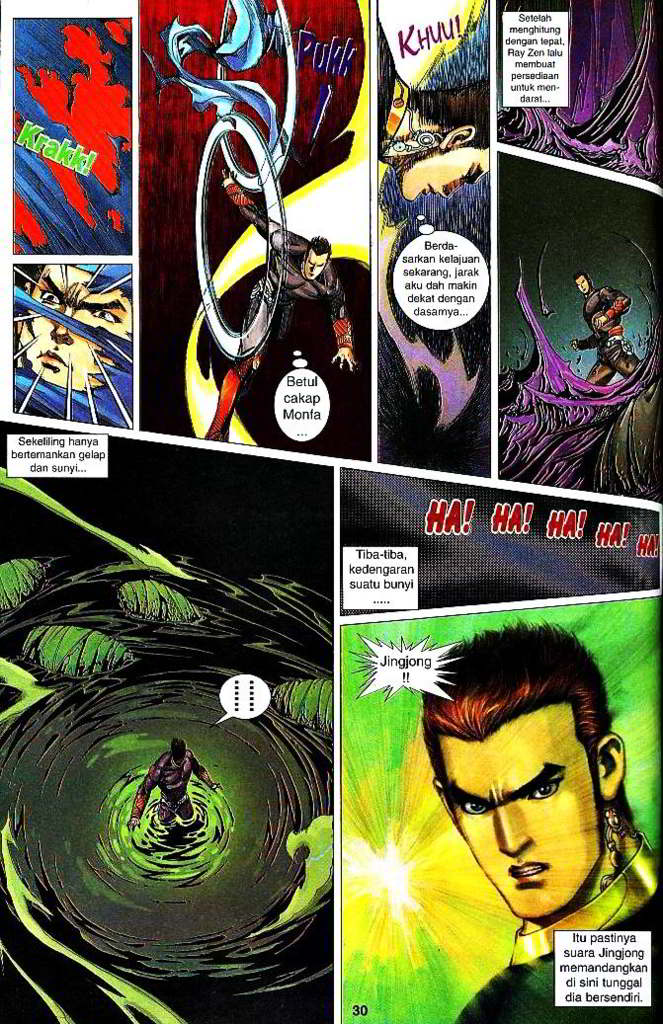 Krakk!
Pukk
!
Betul
cakap
Monfa
...
KHUU!
Berda-
sarkan kelajuan
sekarang, jarak
aku dah makin
dekat dengan
dasarnya...
Setelah
menghitung
dengan tepat,
Ray Zen lalu
membuat
persediaan
untuk men-
darat...
Sekeliling hanya
bertemankan gelap
dan sunyi...
!!
HA! HA! HA! HA! HA!
Tiba-tiba,
kedengaran
suatu bunyi
.....
Jingjong
!!
Itu pastinya
suara Jingjong
memandangkan
di sini tunggal
dia bersendiri.
30